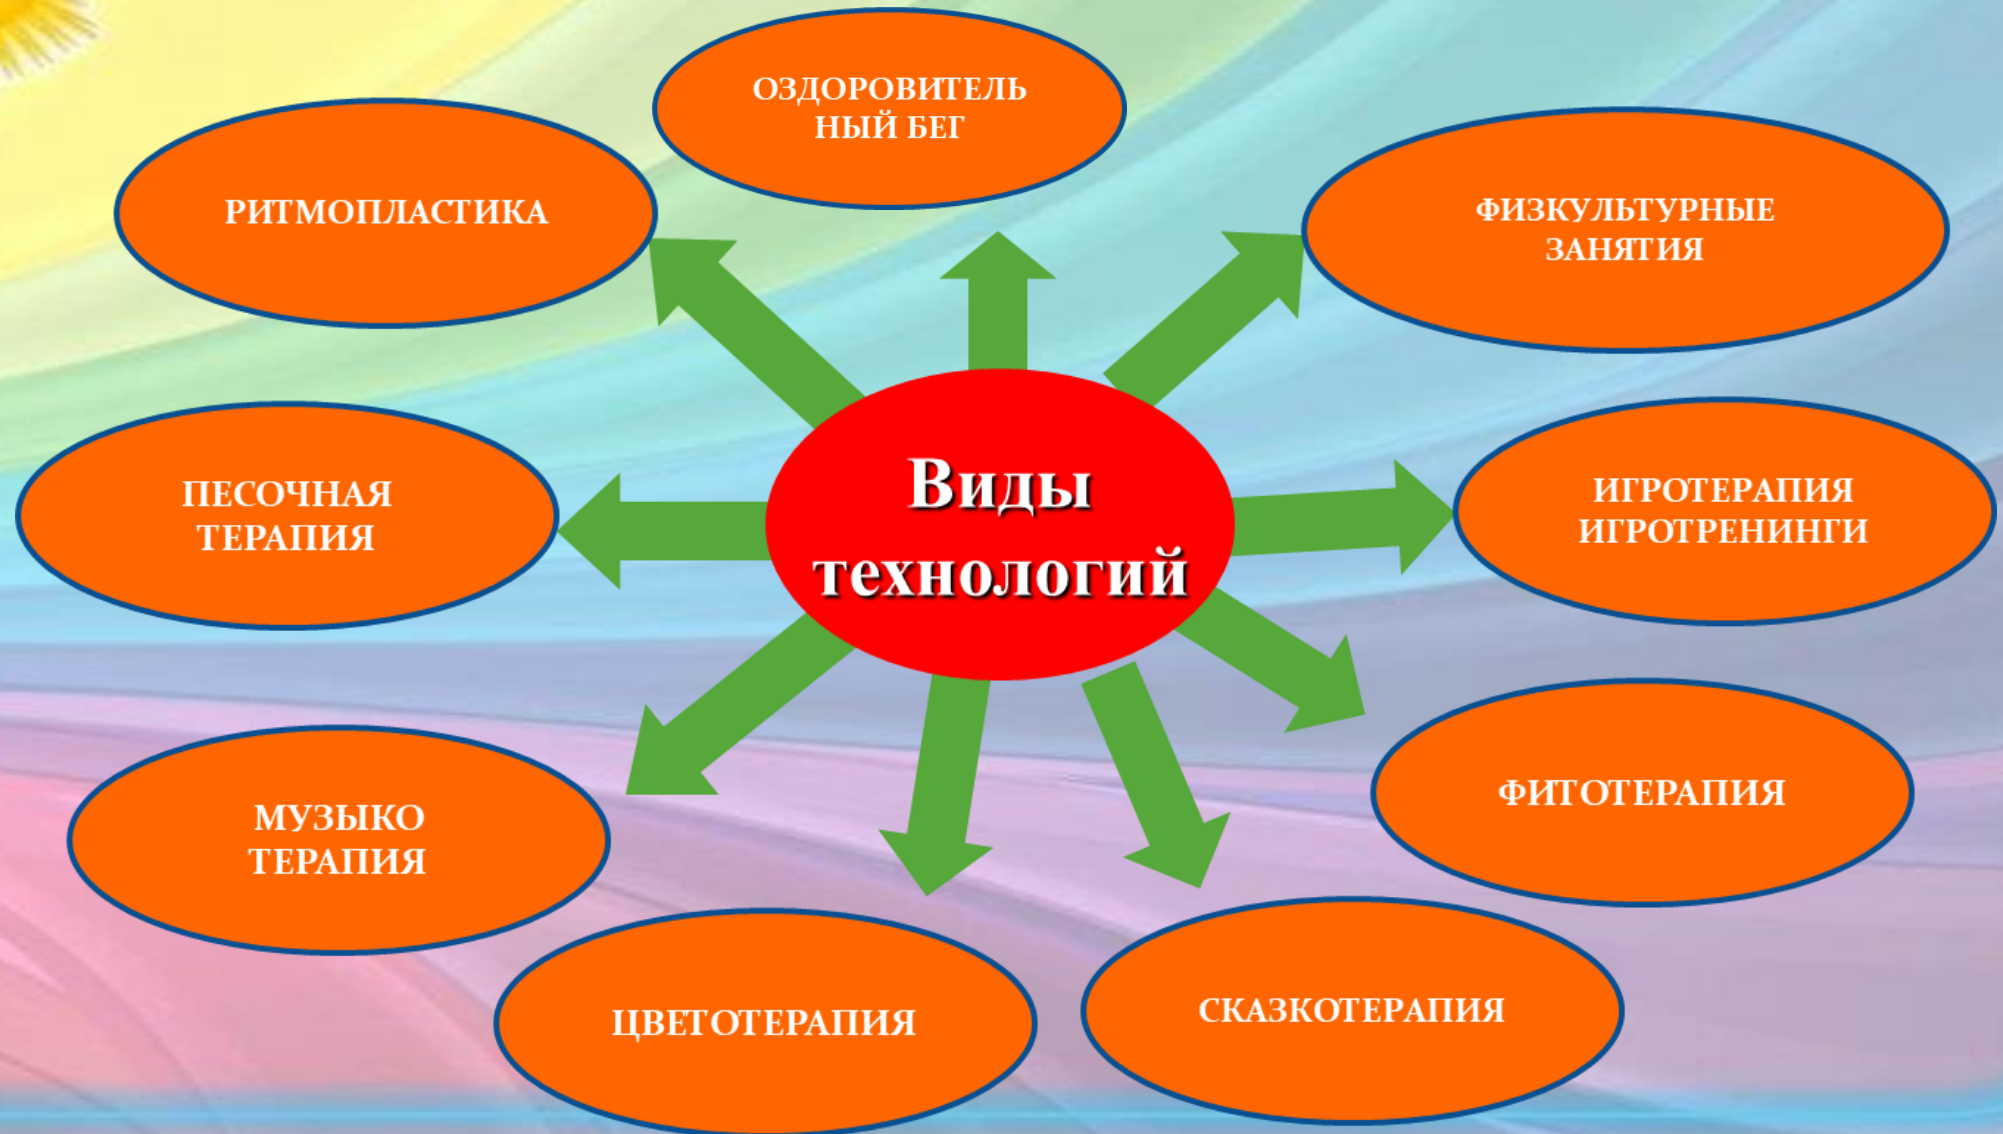 ОЗДОРОВИТЕЛЬ
НЫЙ БЕГ
РИТМОПЛАСТИКА
ФИЗКУЛЬТУРНЫЕ
ЗАНЯТИЯ
ПЕСОЧНАЯ
ТЕРАПИЯ
Виды
технологий
ИГРОТЕРАПИЯ
ИГРОТРЕНИНГИ
МУЗЫКО
ТЕРАПИЯ
ФИТОТЕРАПИЯ
ЦВЕТОТЕРАПИЯ
СКАЗКОТЕРАПИЯ